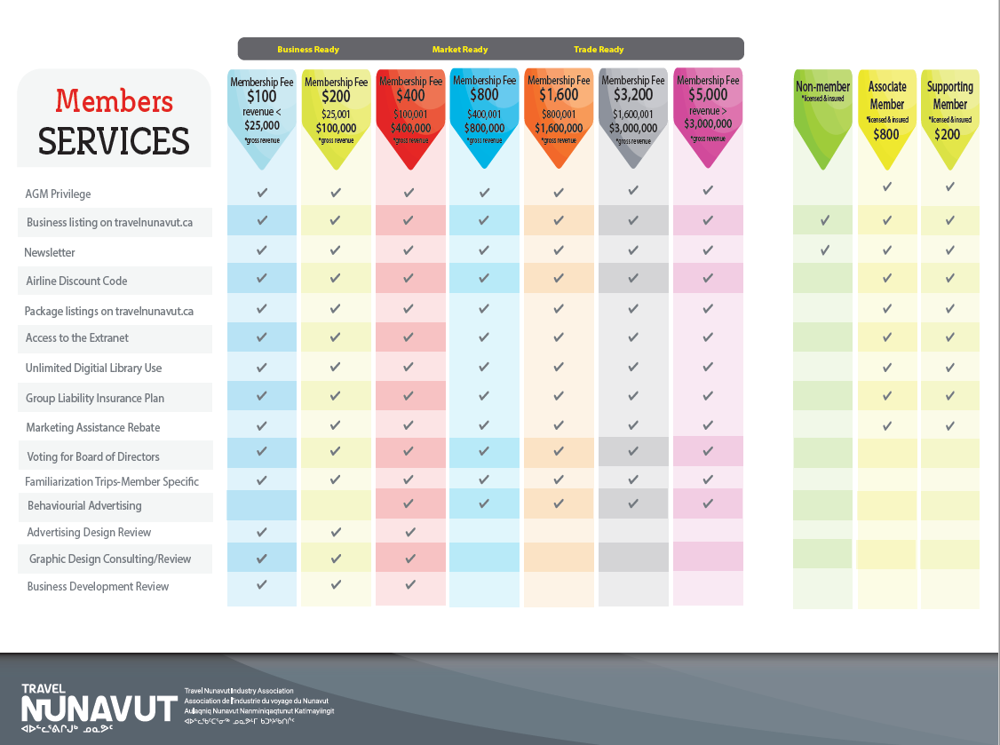 Business Ready Market Ready Trade Ready
Members
SERVICES
Membership Fee
$100
revenue <
$25,000
*gross revenue
Membership Fee
$200
$25,001
$100,000
*gross revenue
Membership Fee
$400
$100,001
$400,000
*gross revenue
Membership Fee
$800
$400,001
$800,000
*gross revenue
Membership Fee
$1,600
$800,001
$1,600,000
*gross revenue
Membership Fee
$3,200
$1,600,001
$3,000,000
*gross revenue
Membership Fee
$5,000
revenue >
$3,000,000
*gross revenue
Non-member
*licensed & insured
Associate
Member
*licensed & insured
$800
Supporting
Member
*licensed & insured
$200
AGM Privilege ✓ ✓ ✓ ✓ ✓ ✓ ✓ ✓ ✓
Business listing on travelnunavut.ca ✓ ✓ ✓ ✓ ✓ ✓ ✓ ✓ ✓ ✓
Newsletter ✓ ✓ ✓ ✓ ✓ ✓ ✓ ✓ ✓ ✓
Airline Discount Code ✓ ✓ ✓ ✓ ✓ ✓ ✓ ✓ ✓
Package listings on travelnunavut.ca ✓ ✓ ✓ ✓ ✓ ✓ ✓ ✓ ✓
Access to the Extranet ✓ ✓ ✓ ✓ ✓ ✓ ✓ ✓ ✓
Unlimited Digitial Library Use ✓ ✓ ✓ ✓ ✓ ✓ ✓ ✓ ✓
Group Liability Insurance Plan ✓ ✓ ✓ ✓ ✓ ✓ ✓ ✓ ✓
Marketing Assistance Rebate ✓ ✓ ✓ ✓ ✓ ✓ ✓ ✓ ✓
Voting for Board of Directors ✓ ✓ ✓ ✓ ✓ ✓ ✓
Familiarization Trips-Member Specific ✓ ✓ ✓ ✓ ✓ ✓ ✓
Behaviourial Advertising ✓ ✓ ✓ ✓ ✓
Advertising Design Review ✓ ✓ ✓
Graphic Design Consulting/Review ✓ ✓ ✓
Business Development Review ✓ ✓ ✓
TRAVEL
NUNAVUT
Travel Nunavut Industry Association
Association de l'industrie du voyage du Nunavut
Aulaqniq Nunavut Nanminiqaqtunut Katimayiingit